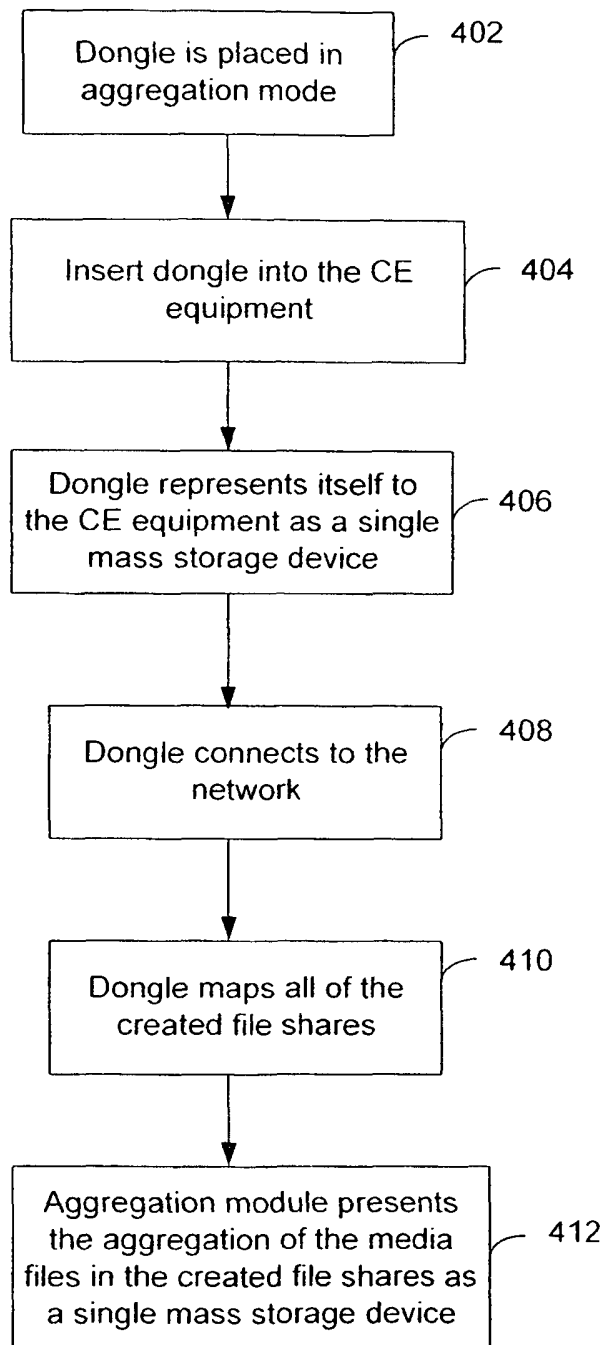 Dongle is placed in
aggregation mode
402
Insert dongle into the CE
equipment
404
Dongle represents itself to
the CE equipment as a single
mass storage device
406
Dongle connects to the
network
408
Dongle maps all of the
created file shares
410
Aggregation module presents
the aggregation of the media
files in the created file shares as
a single mass storage device
412